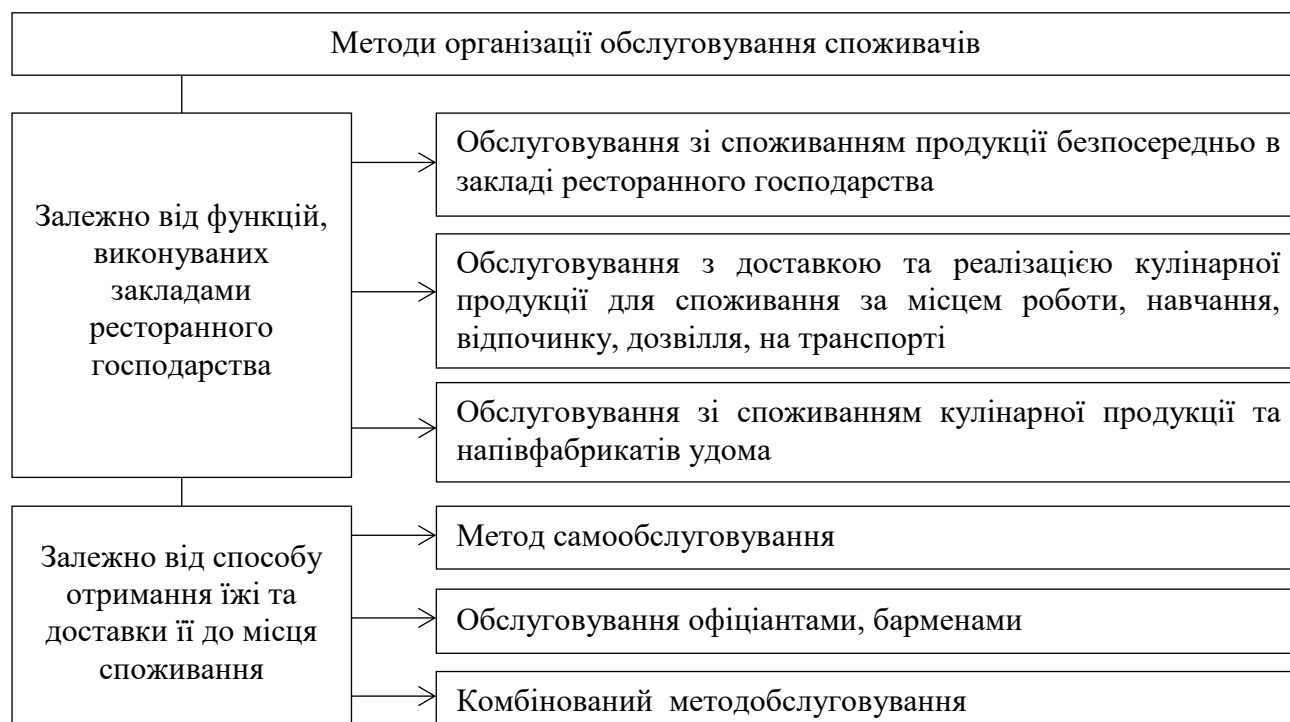 Методи організації обслуговування споживачів
Залежно від функцій,
виконуваних
закладами
ресторанного
господарства
Обслуговування зі споживанням продукції безпосередньо в
закладі ресторанного господарства
Обслуговування з доставкою та реалізацією кулінарної
продукції для споживання за місцем роботи, навчання,
відпочинку, дозвілля, на транспорті
Обслуговування зі споживанням кулінарної продукції та
напівфабрикатів удома
Залежно від способу
отримання їжі та
доставки її до місця
споживання
Метод самообслуговування
Обслуговування офіціантами, барменами
Комбінований методобслуговування